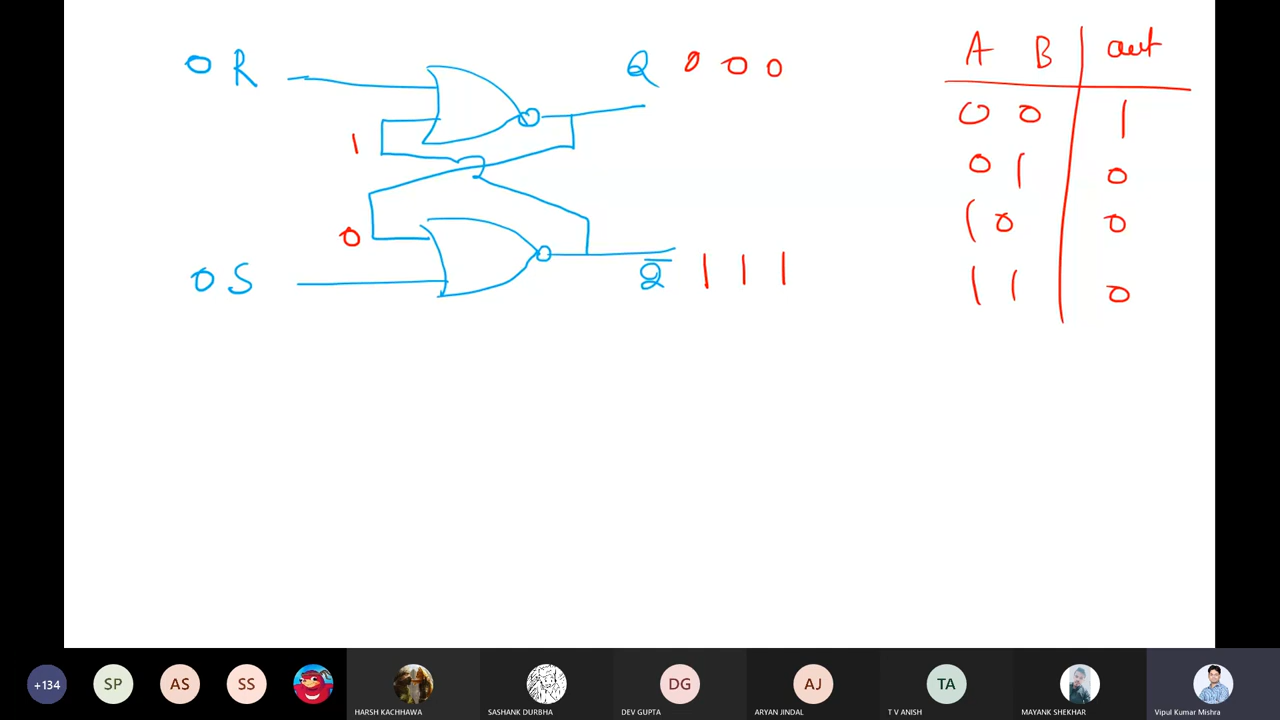 0 R
Q 0 0 0
1
0
0 S
Q̅ 1 1 1
A B out
0 0 1
0 1 0
1 0 0
1 1 0
+134
SP
AS
SS
HARSH KACHHAWA
SASHANK DURBHA
DG
DEV GUPTA
AJ
ARYAN JINDAL
TA
T V ANISH
MAYANK SHEKHAR
Vipul Kumar Mishra